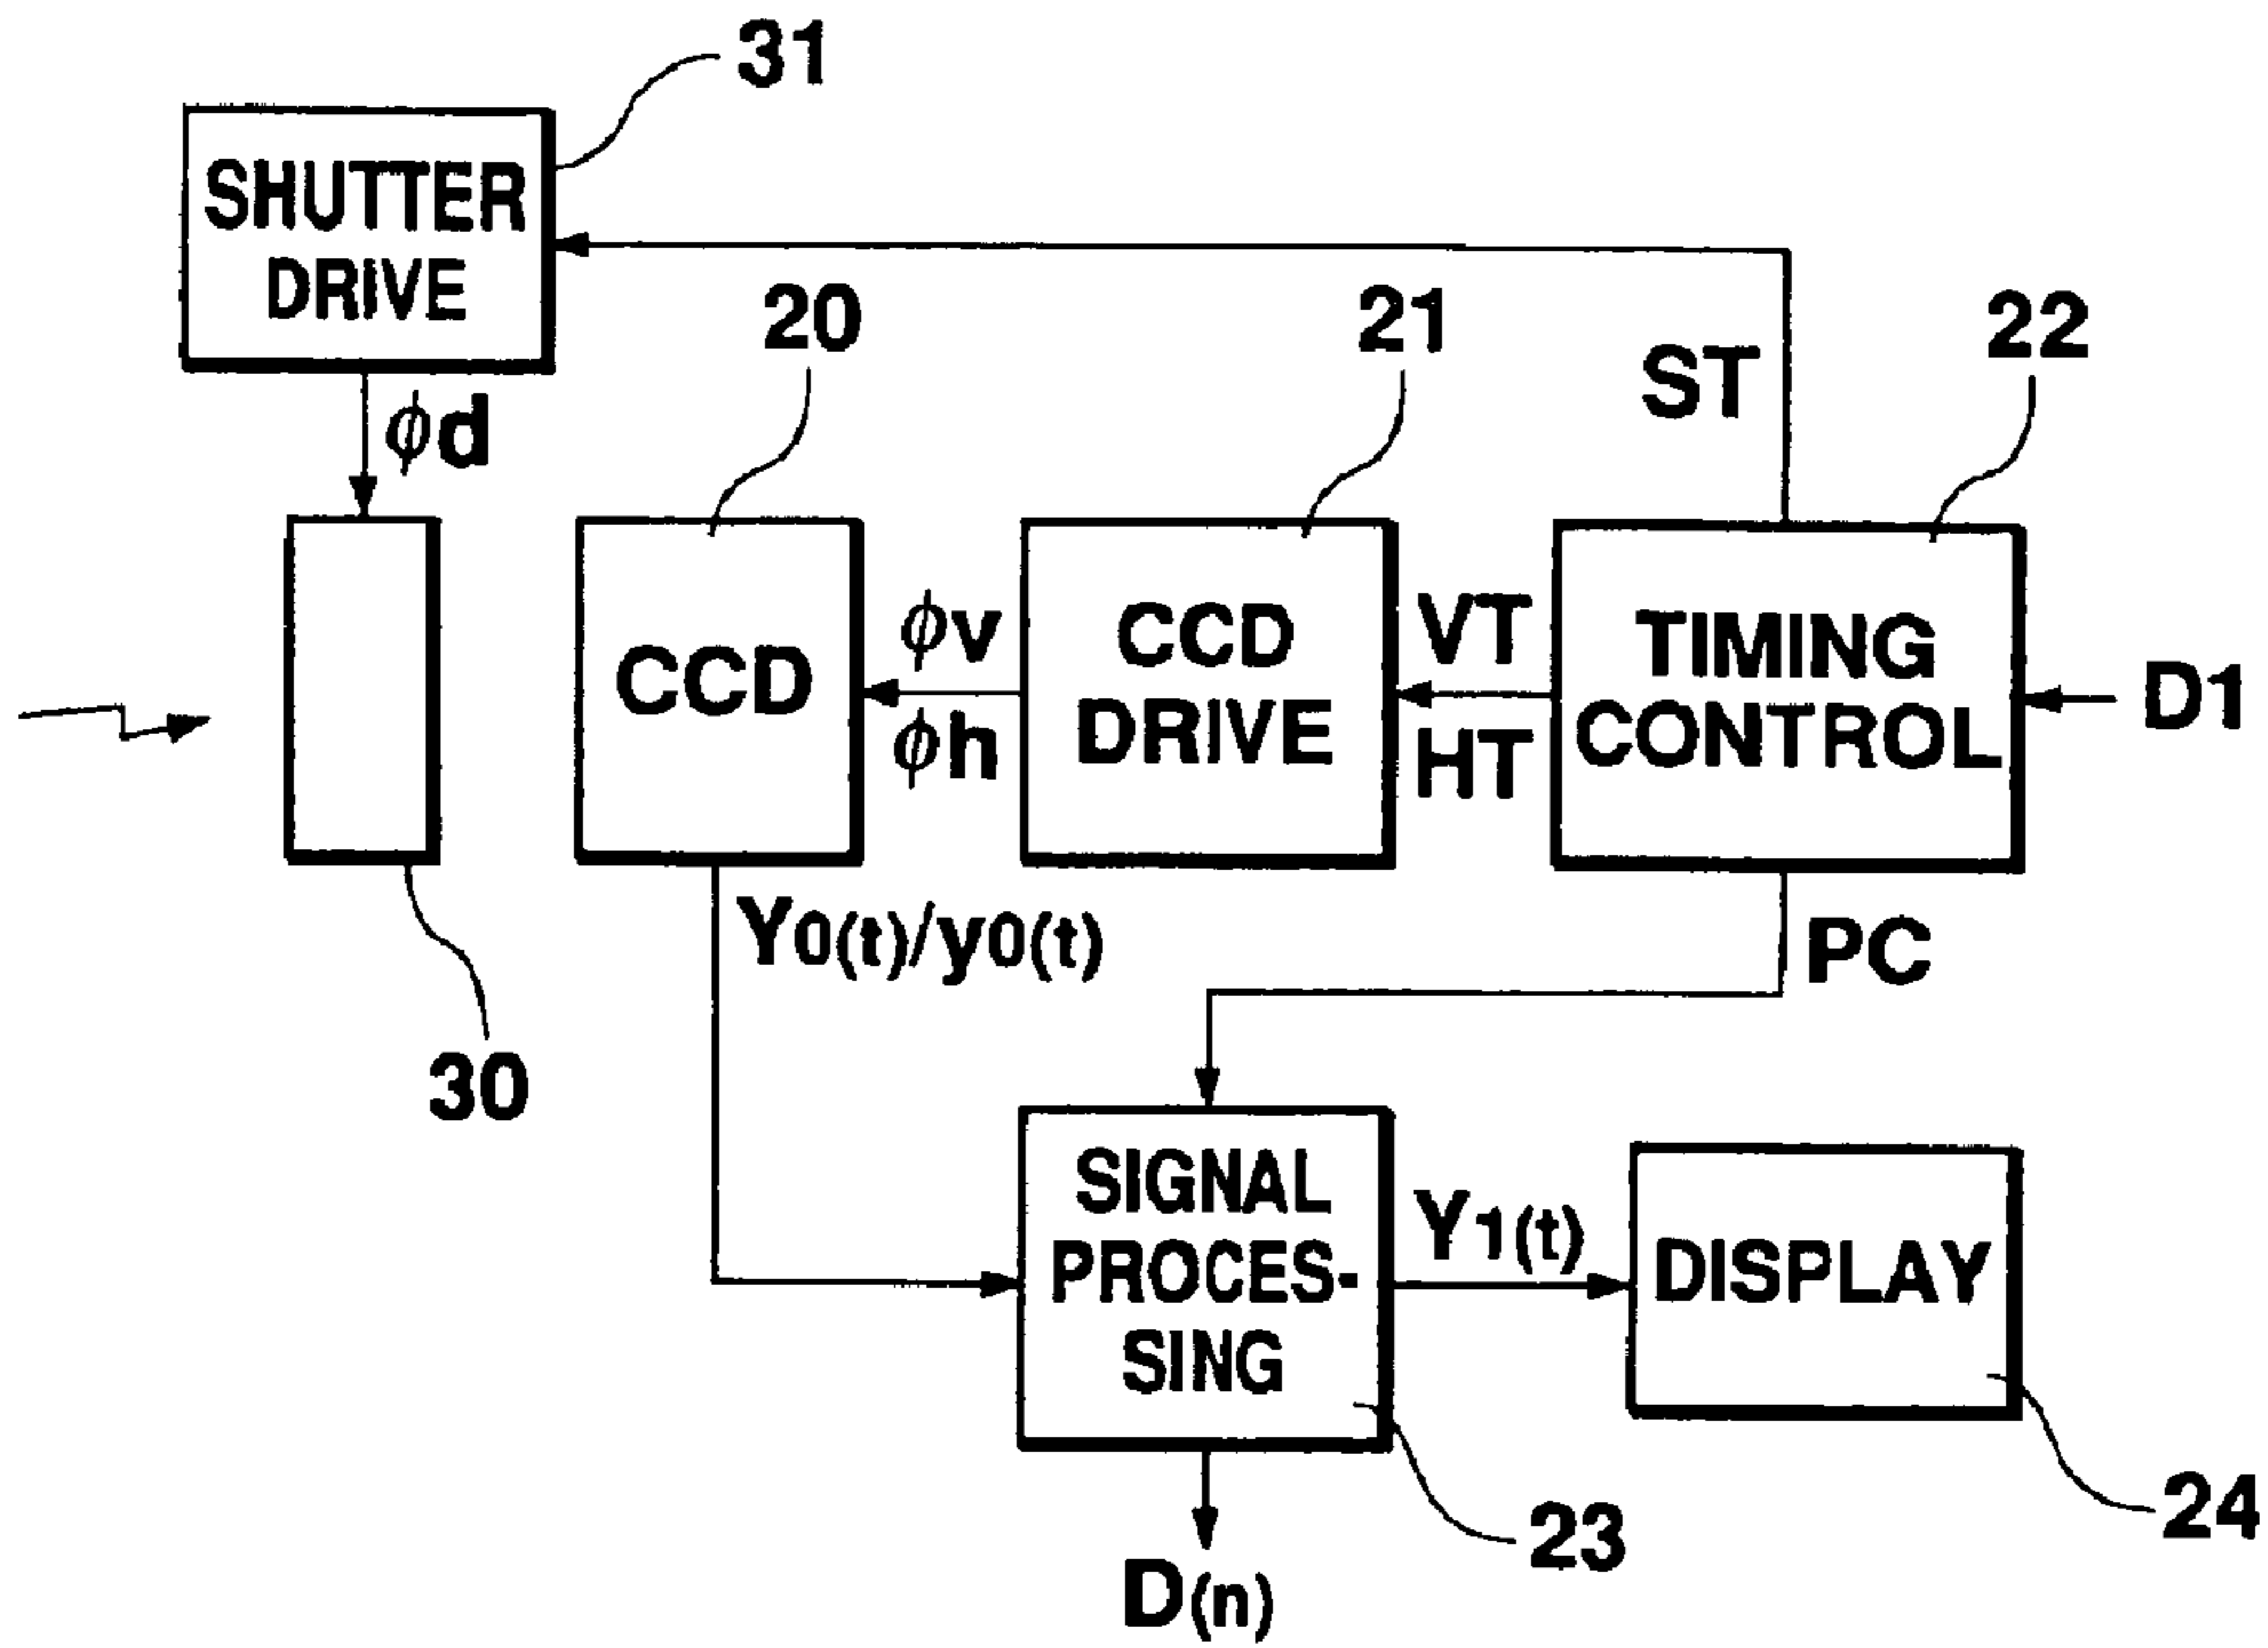 31
SHUTTER
DRIVE
20
21
22
ST
ϕd
CCD
ϕv
ϕh
CCD
DRIVE
VT
HT
TIMING
CONTROL
D1
Y0(t)/y0(t)
PC
30
SIGNAL
PROCES-
SING
Y1(t)
DISPLAY
23
24
D(n)